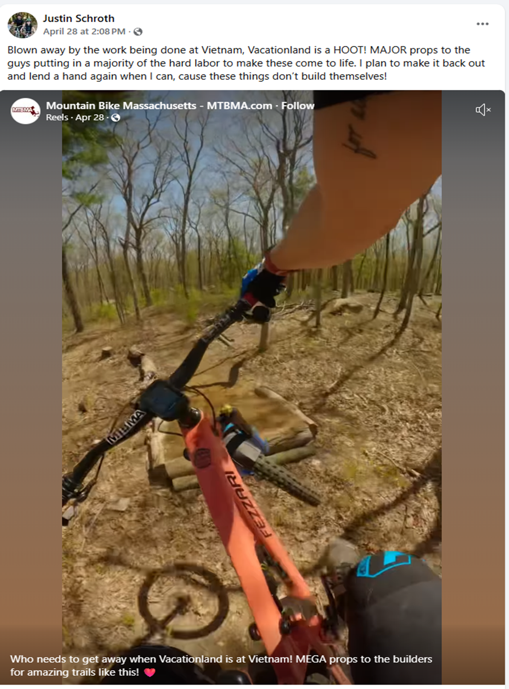 Justin Schroth
April 28 at 2:08 PM ·
Blown away by the work being done at Vietnam, Vacationland is a HOOT! MAJOR props to the
guys putting in a majority of the hard labor to make these come to life. I plan to make it back out
and lend a hand again when I can, cause these things don't build themselves!
MTBMA
Mountain Bike Massachusetts - MTBMA.com · Follow
Reels · Apr 28 ·
MTBMA
FEZZARI
Who needs to get away when Vacationland is at Vietnam! MEGA props to the builders
for amazing trails like this!